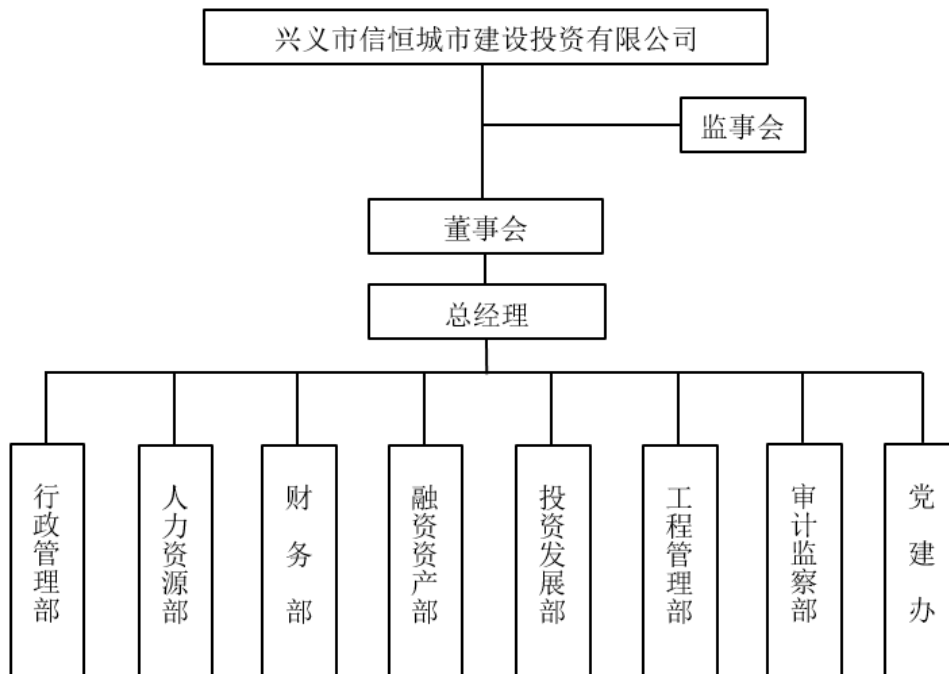 兴义市信恒城市建设投资有限公司
监事会
董事会
总经理
行政管理部
人力资源部
财务部
融资资产部
投资发展部
工程管理部
审计监察部
党建办